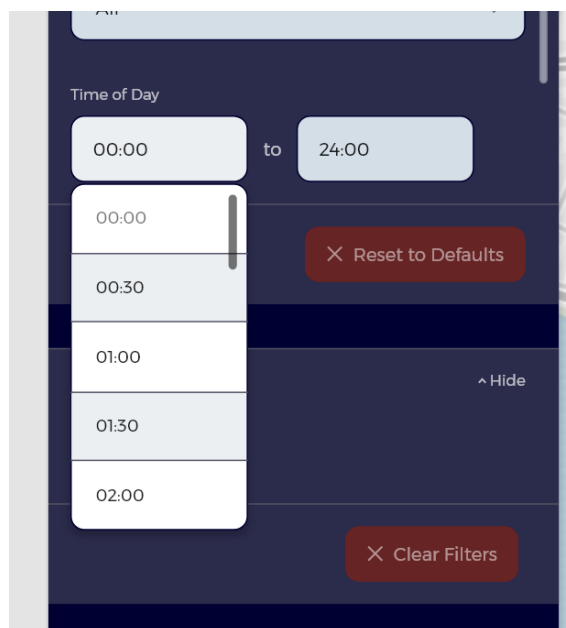 All
Time of Day
00:00 to 24:00
00:00
00:30
01:00
01:30
02:00
Reset to Defaults
Hide
Clear Filters